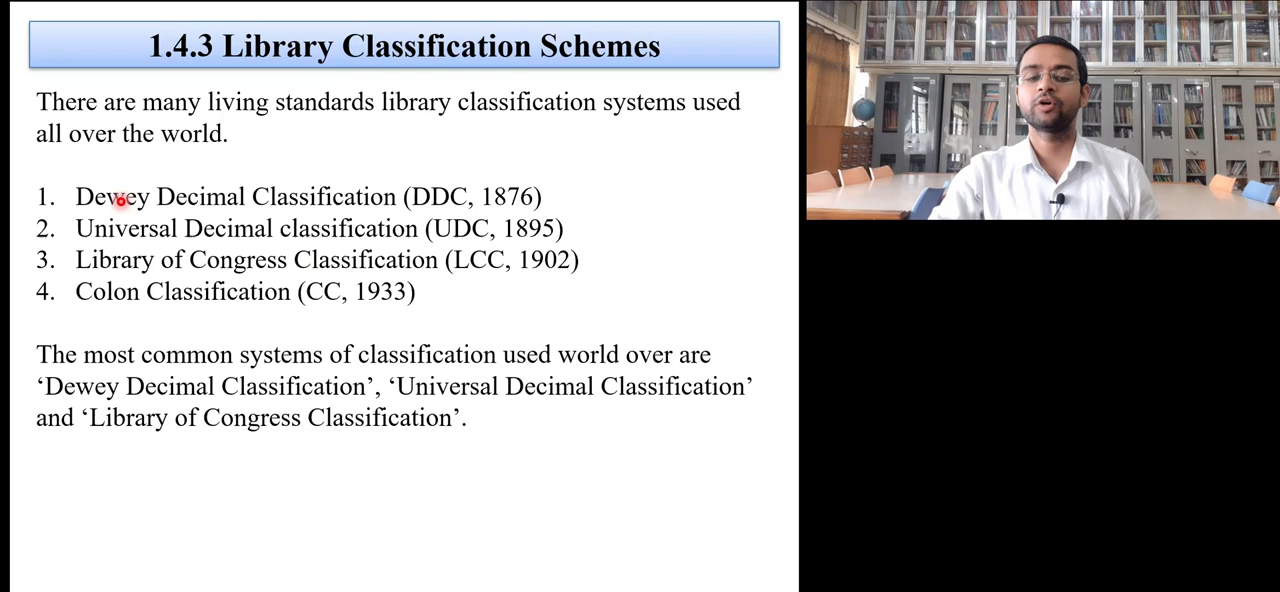 1.4.3 Library Classification Schemes
There are many living standards library classification systems used
all over the world.
1. Dewey Decimal Classification (DDC, 1876)
2. Universal Decimal classification (UDC, 1895)
3. Library of Congress Classification (LCC, 1902)
4. Colon Classification (CC, 1933)
The most common systems of classification used world over are
‘Dewey Decimal Classification’, ‘Universal Decimal Classification’
and ‘Library of Congress Classification’.